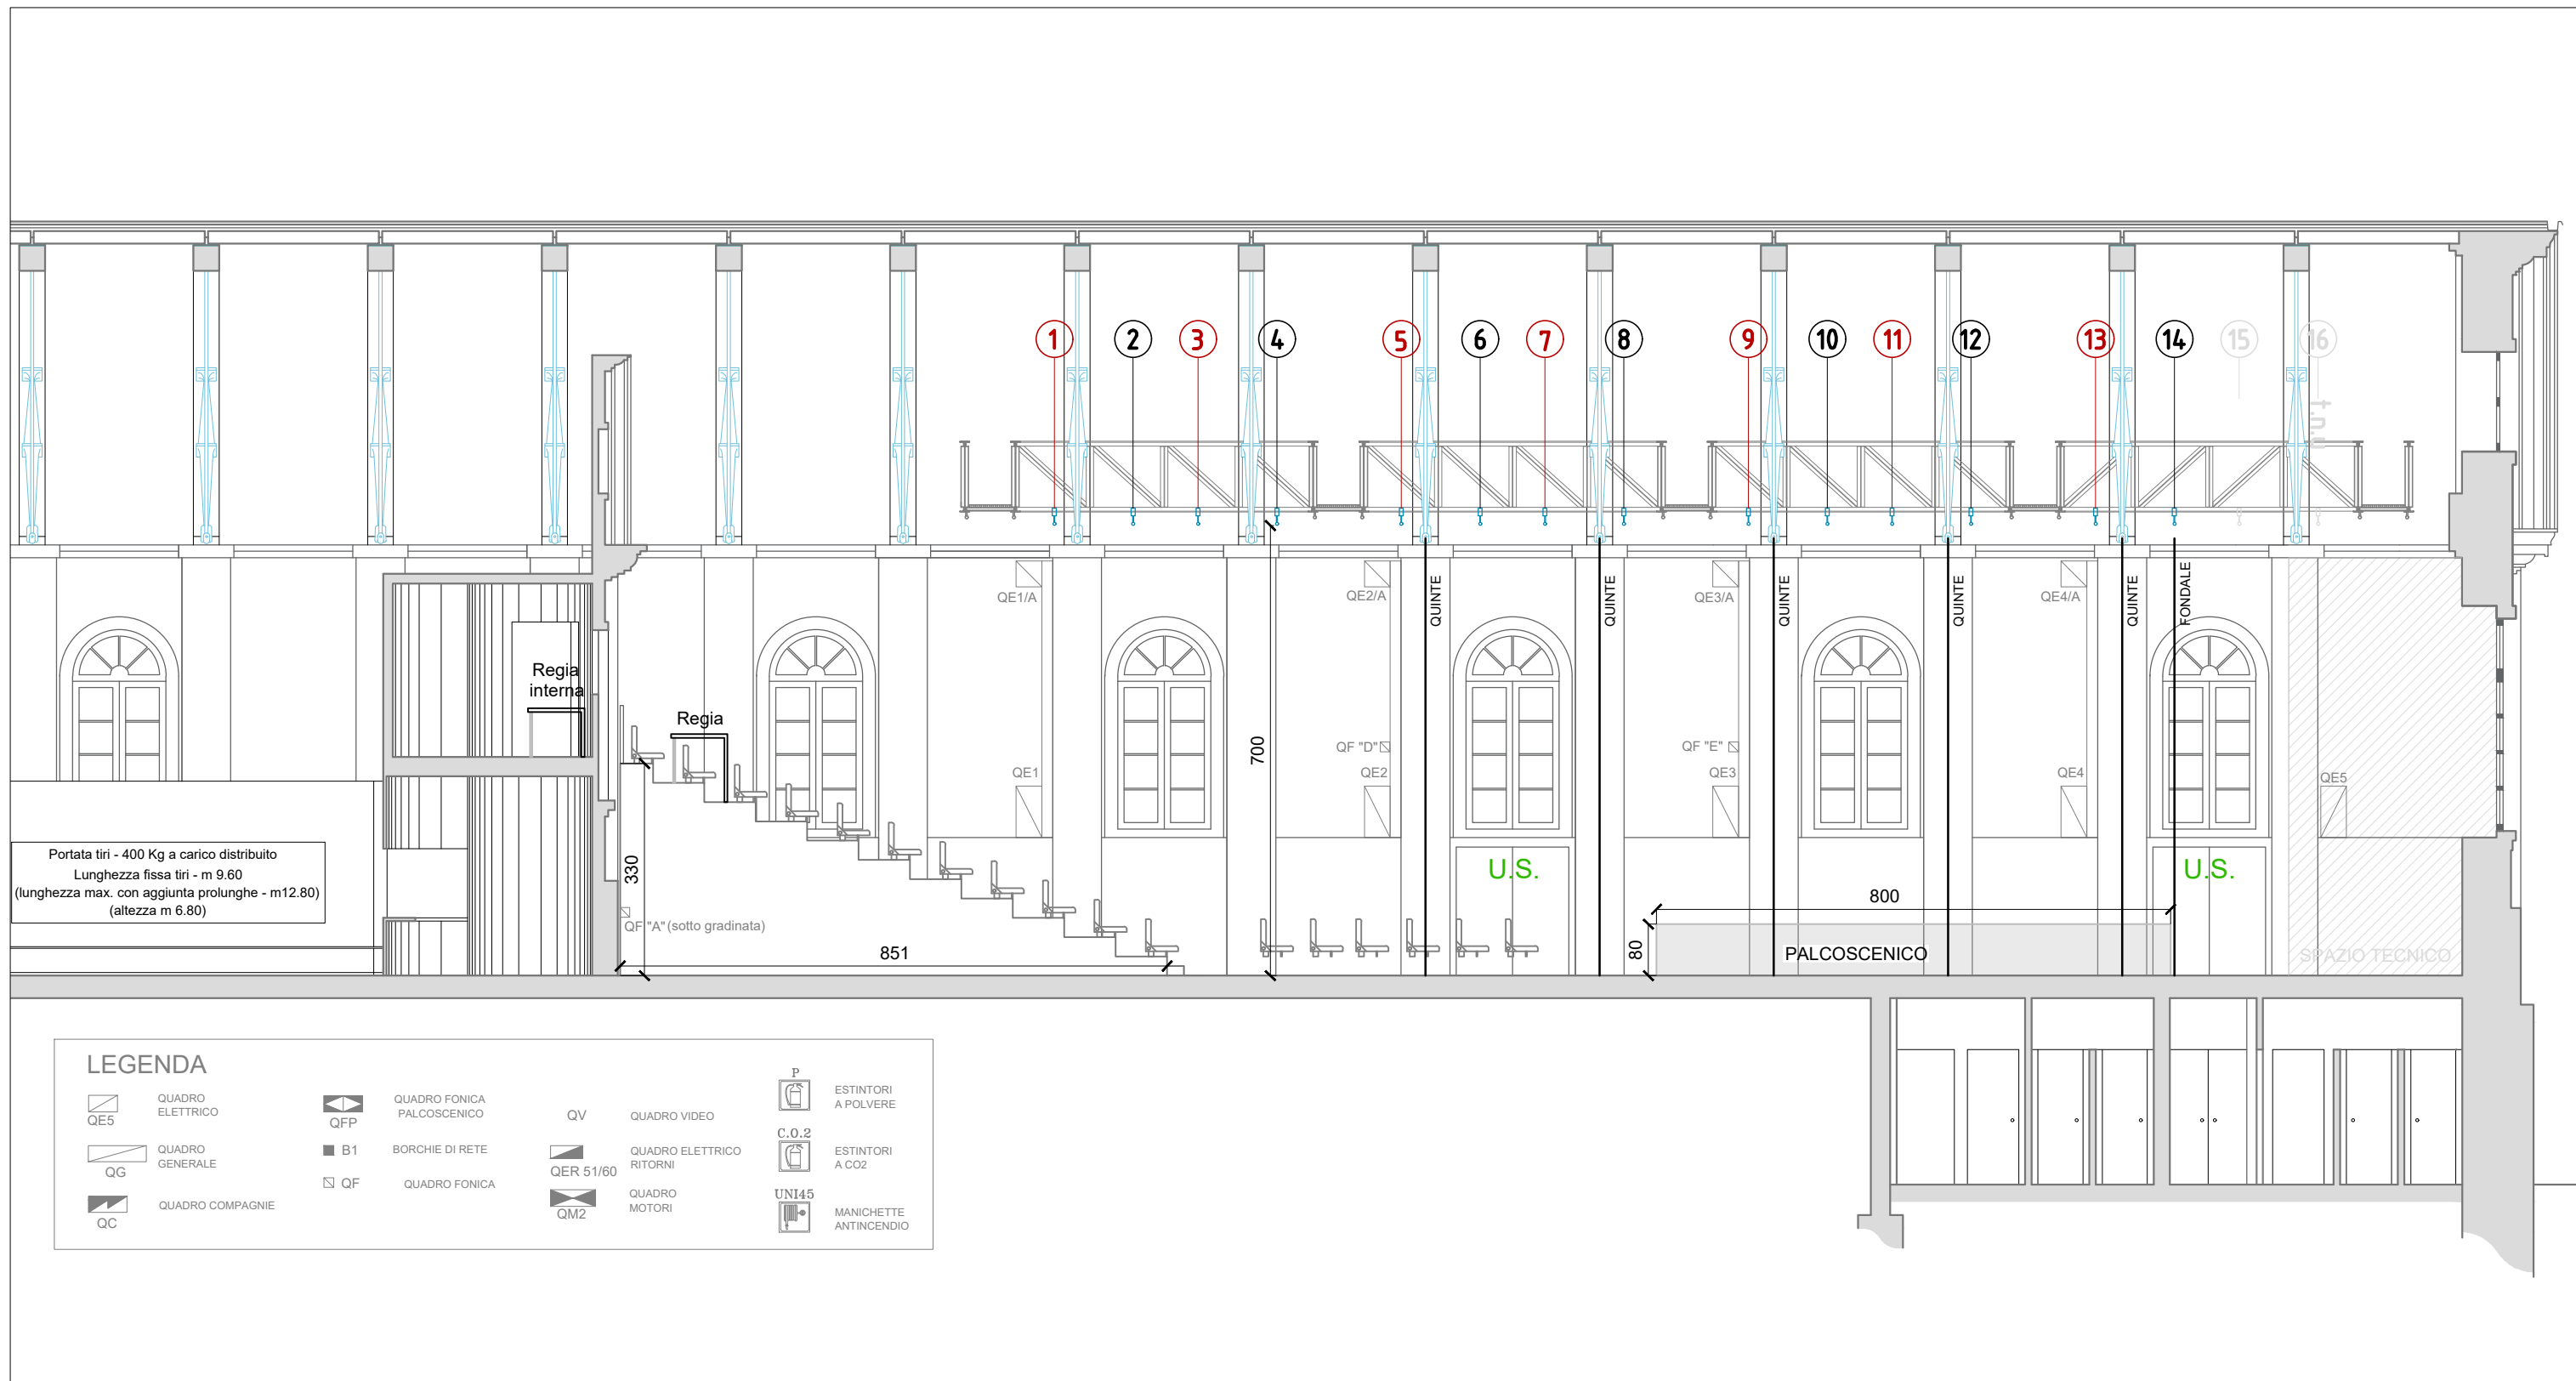 1
2
3
4
5
6
7
8
9
10
11
12
13
14
15
16
t.n.u
QE1/A
QE2/A
QE3/A
QE4/A
QUINTE
QUINTE
QUINTE
QUINTE
QUINTE
FONDALE
Regia
interna
Regia
700
QF "D"
QF "E"
QE1
QE2
QE3
QE4
QE5
Portata tiri - 400 Kg a carico distribuito
Lunghezza fissa tiri - m 9.60
(lunghezza max. con aggiunta prolunghe - m12.80)
(altezza m 6.80)
330
U.S.
U.S.
800
QF "A" (sotto gradinata)
851
80
PALCOSCENICO
SPAZIO TECNICO
LEGENDA
QE5
QUADRO
ELETTRICO
QG
QUADRO
GENERALE
QC
QUADRO COMPAGNIE
QFP
QUADRO FONICA
PALCOSCENICO
B1
BORCHIE DI RETE
QF
QUADRO FONICA
QV
QUADRO VIDEO
QER 51/60
QUADRO ELETTRICO
RITORNI
QM2
QUADRO
MOTORI
P
ESTINTORI
A POLVERE
C.O.2
ESTINTORI
A CO2
UNI45
MANICHETTE
ANTINCENDIO